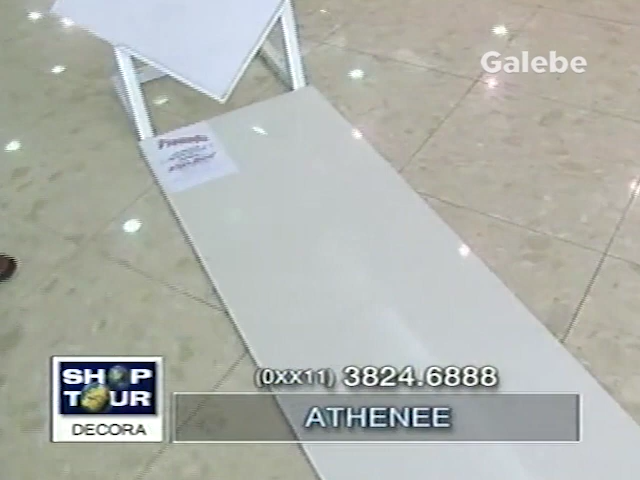 Galebe
(0XX11) 3824.6888
SHOP
TOUR
DECORA
ATHENEE